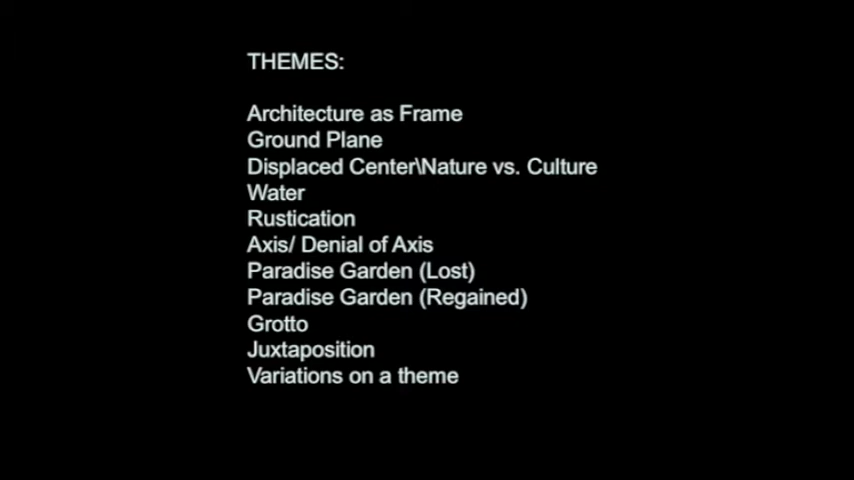 THEMES:
Architecture as Frame
Ground Plane
Displaced Center\Nature vs. Culture
Water
Rustication
Axis/ Denial of Axis
Paradise Garden (Lost)
Paradise Garden (Regained)
Grotto
Juxtaposition
Variations on a theme